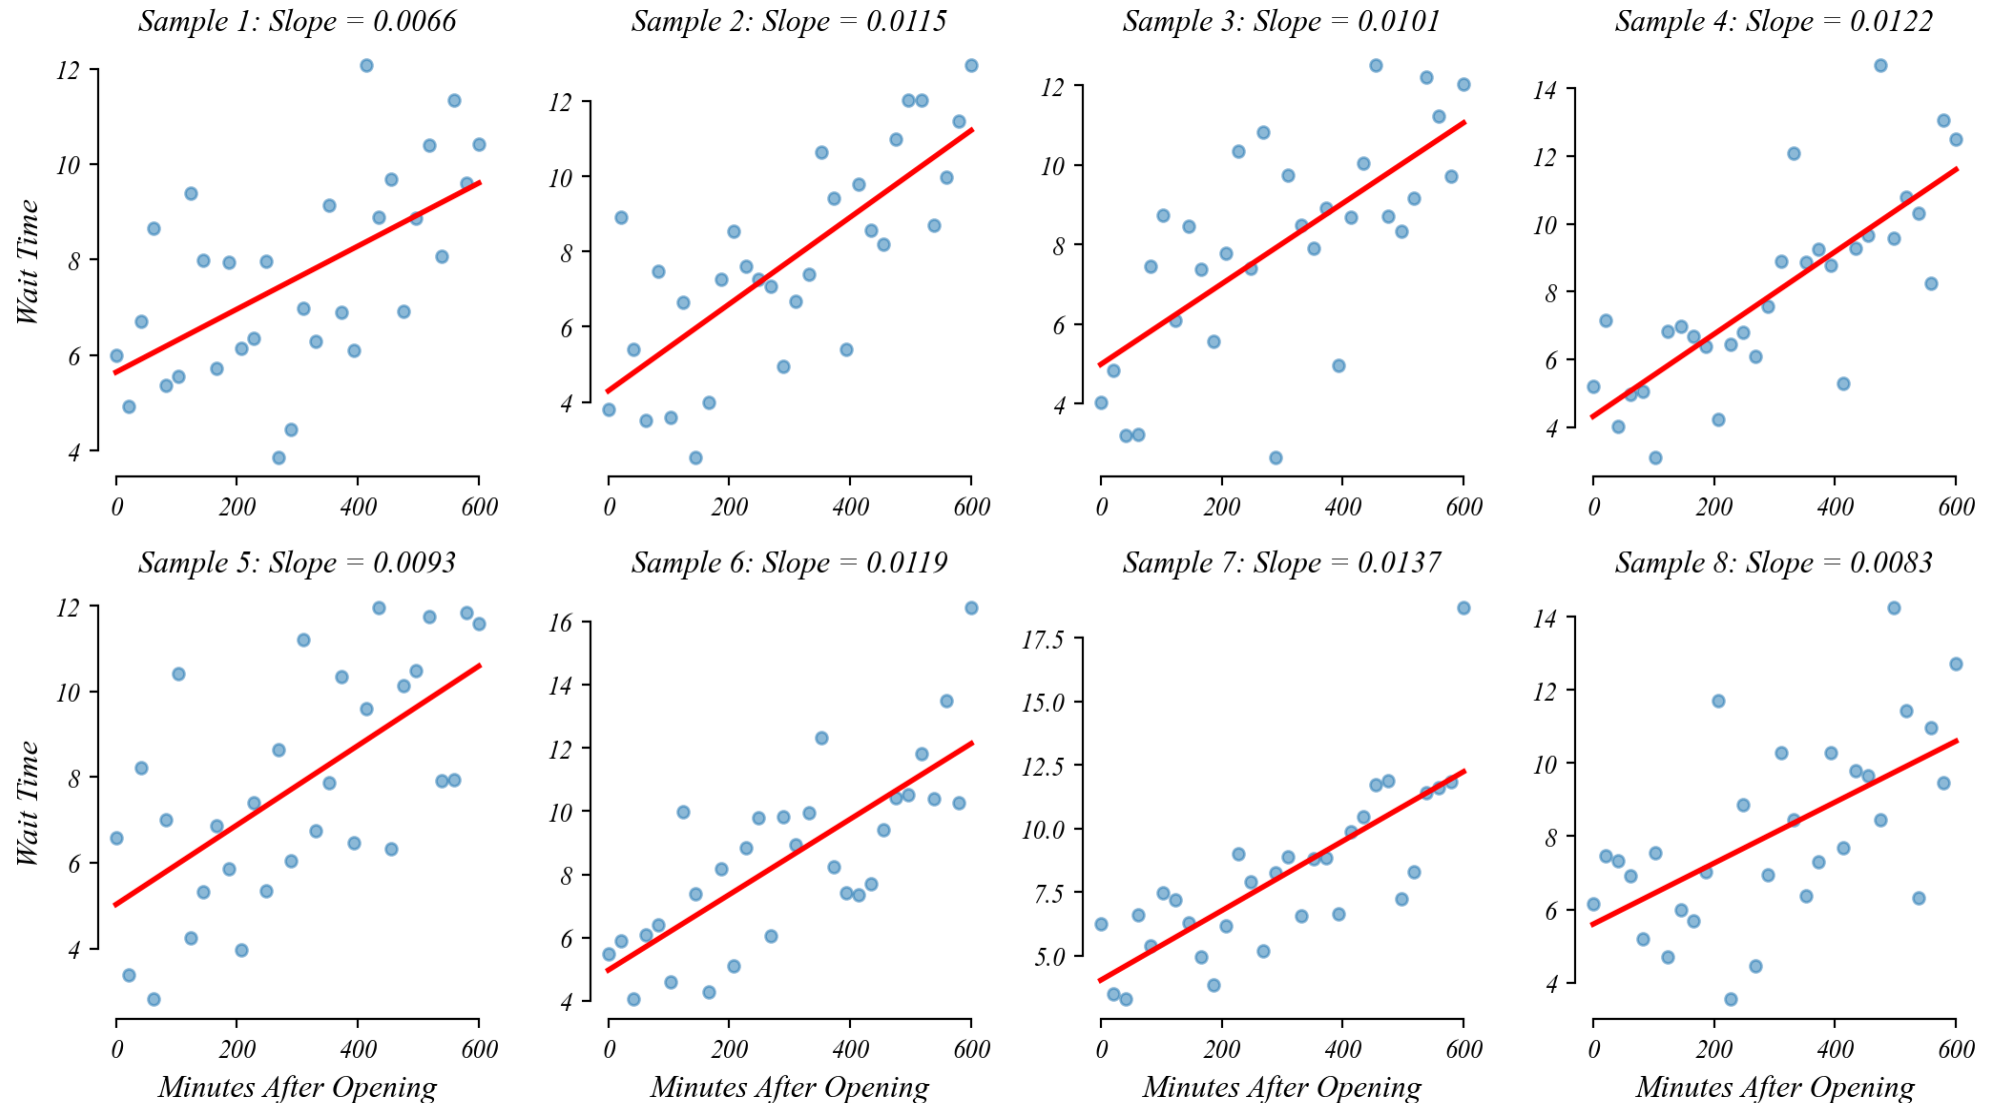 Sample 1: Slope = 0.0066
Sample 2: Slope = 0.0115
Sample 3: Slope = 0.0101
Sample 4: Slope = 0.0122
Wait Time
12
10
8
6
4
0 200 400 600
12
10
8
6
4
0 200 400 600
12
10
8
6
4
0 200 400 600
14
12
10
8
6
4
0 200 400 600
Sample 5: Slope = 0.0093
Sample 6: Slope = 0.0119
Sample 7: Slope = 0.0137
Sample 8: Slope = 0.0083
Wait Time
12
10
8
6
4
0 200 400 600
Minutes After Opening
16
14
12
10
8
6
4
0 200 400 600
Minutes After Opening
17.5
15.0
12.5
10.0
7.5
5.0
0 200 400 600
Minutes After Opening
14
12
10
8
6
4
0 200 400 600
Minutes After Opening